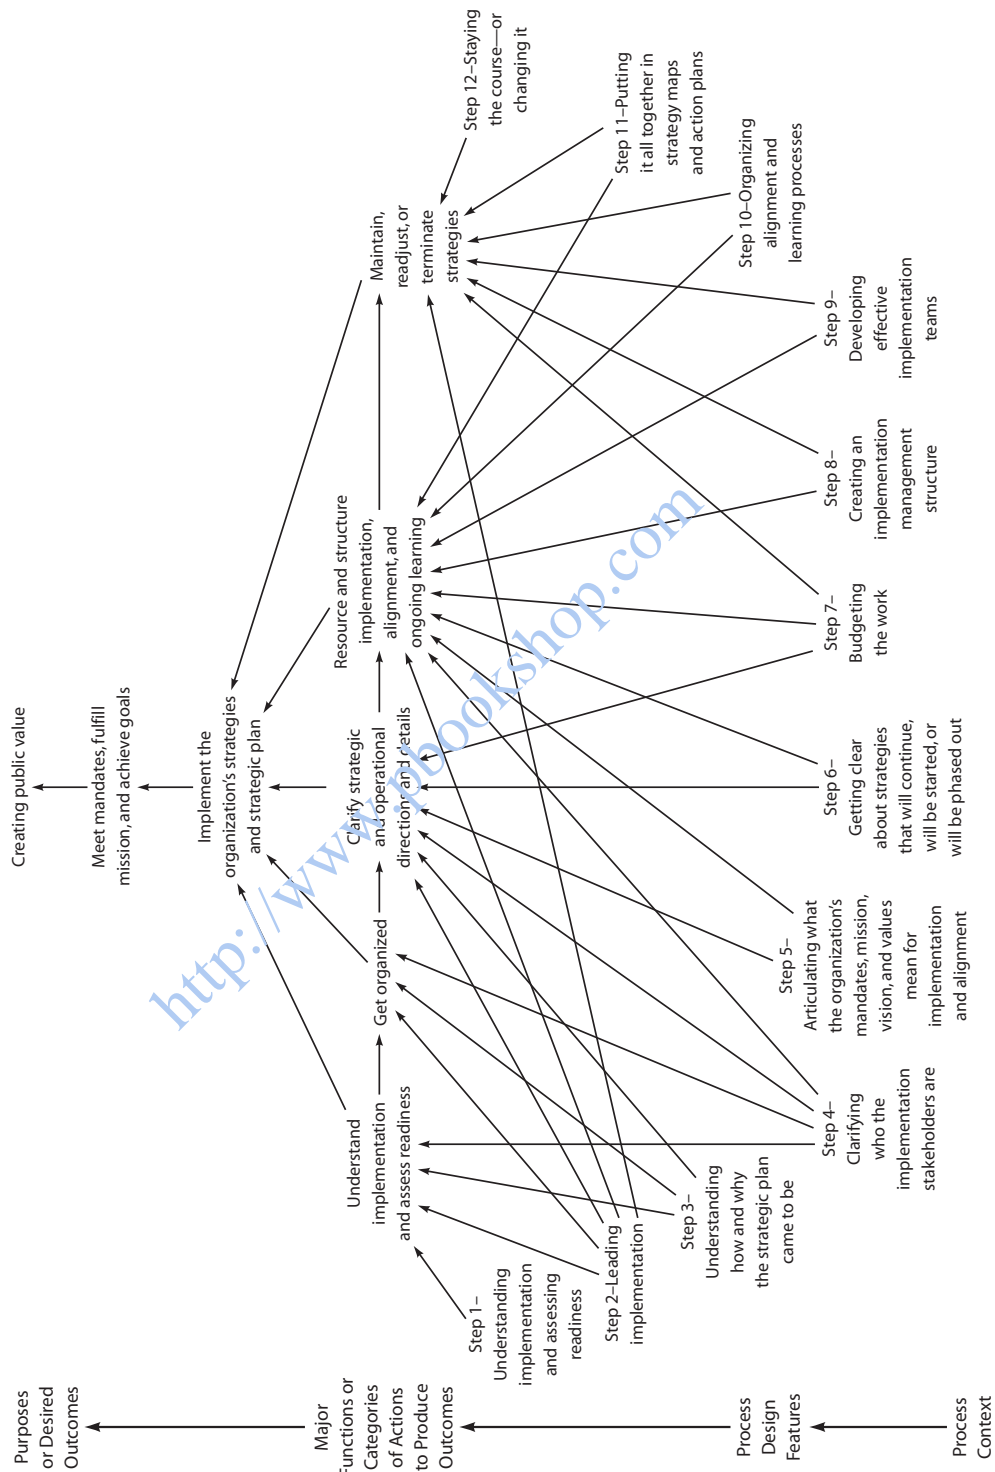 Purposes
or Desired
Outcomes
Major
Functions or
Categories
of Actions
to Produce
Outcomes
Process
Design
Features
Process
Context
Creating public value
Meet mandates, fulfill
mission, and achieve goals
Implement the
organization's strategies
and strategic plan
Understand
implementation
and assess readiness
Get organized
Clarify strategic
and operational
directions and details
Resource and structure
implementation,
alignment, and
ongoing learning
Maintain,
readjust, or
terminate
strategies
Step 1–
Understanding
implementation
and assessing
readiness
Step 2–Leading
implementation
Step 3–
Understanding
how and why
the strategic plan
came to be
Step 4–
Clarifying
who the
implementation
stakeholders are
Step 5–
Articulating what
the organization's
mandates, mission,
vision, and values
mean for
implementation
and alignment
Step 6–
Getting clear
about strategies
that will continue,
will be started, or
will be phased out
Step 7–
Budgeting
the work
Step 8–
Creating an
implementation
management
structure
Step 9–
Developing
effective
implementation
teams
Step 10–Organizing
alignment and
learning processes
Step 11–Putting
it all together in
strategy maps
and action plans
Step 12–Staying
the course—or
changing it
http://www.pbookshop.com